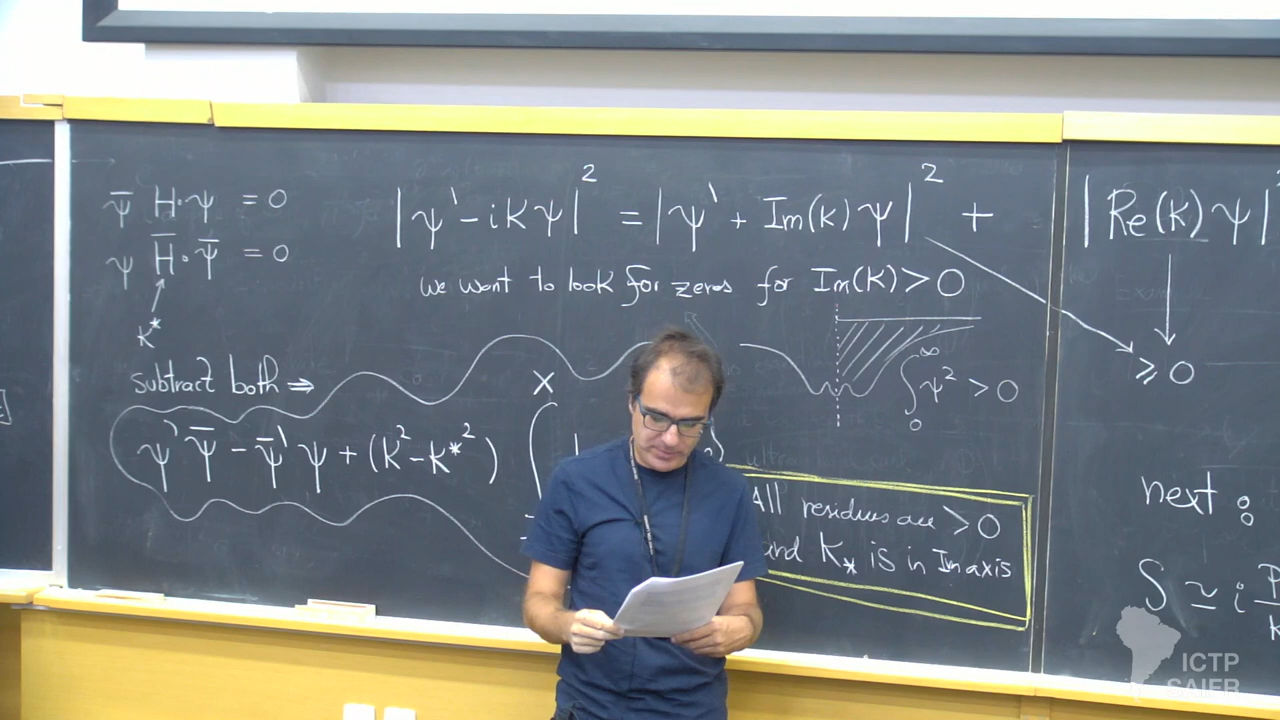 ψ̄ H·ψ = 0
ψ H̄·ψ̄ = 0
K*
|ψ' - iKψ|² = |ψ' + Im(k)ψ|² + |Re(k)ψ|²
we want to look for zeros for Im(K) > 0
≥ 0
subtract both ⇒
x
∫₀^∞ ψ² > 0
ψ'ψ̄ - ψ̄'ψ + (k² - K*²)
All residues are > 0
and K* is in Im axis
next :
S ≃ i
ICTP
SAIFR